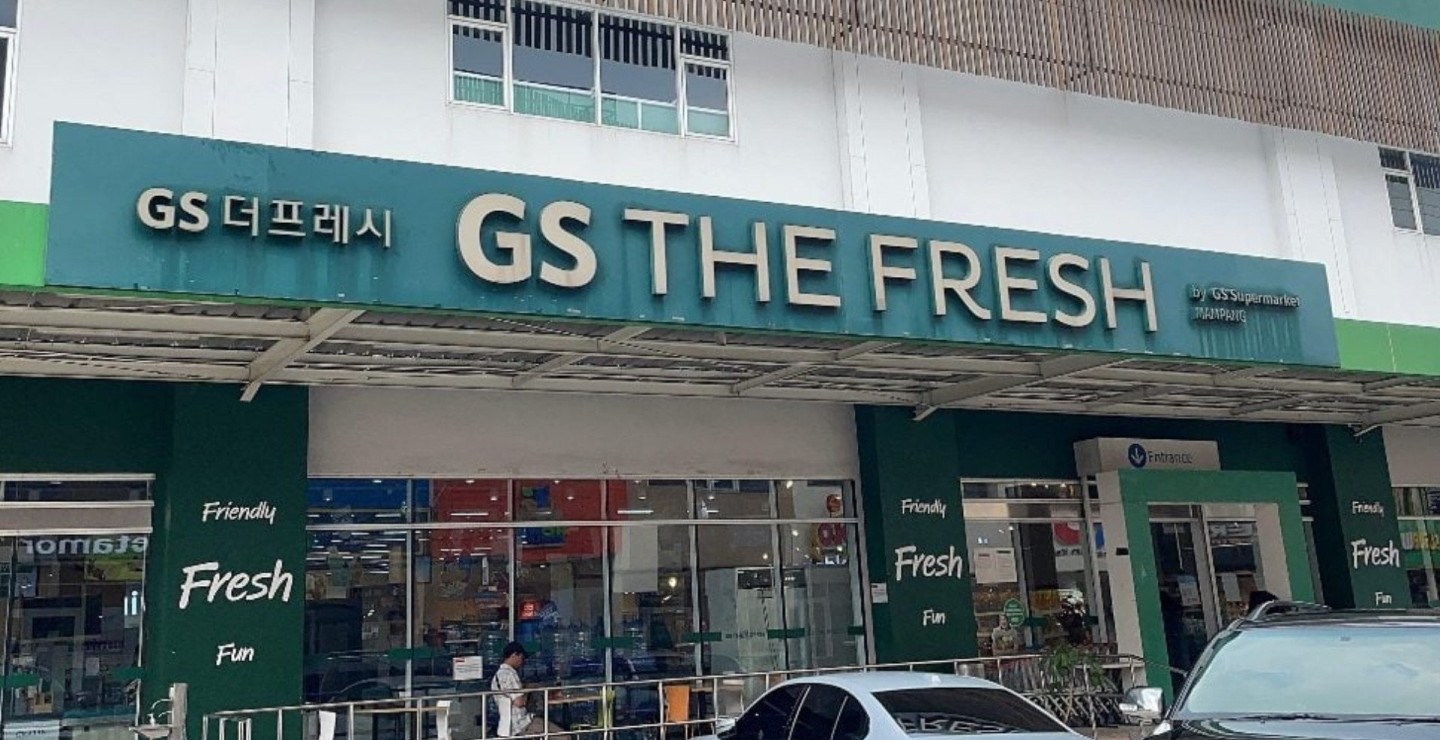 GS 더프레시
GS THE FRESH
by GS Supermarket
MAMPANG
Entrance
Friendly
Fresh
Fun
Friendly
Fresh
Fun
Friendly
Fresh
Fun